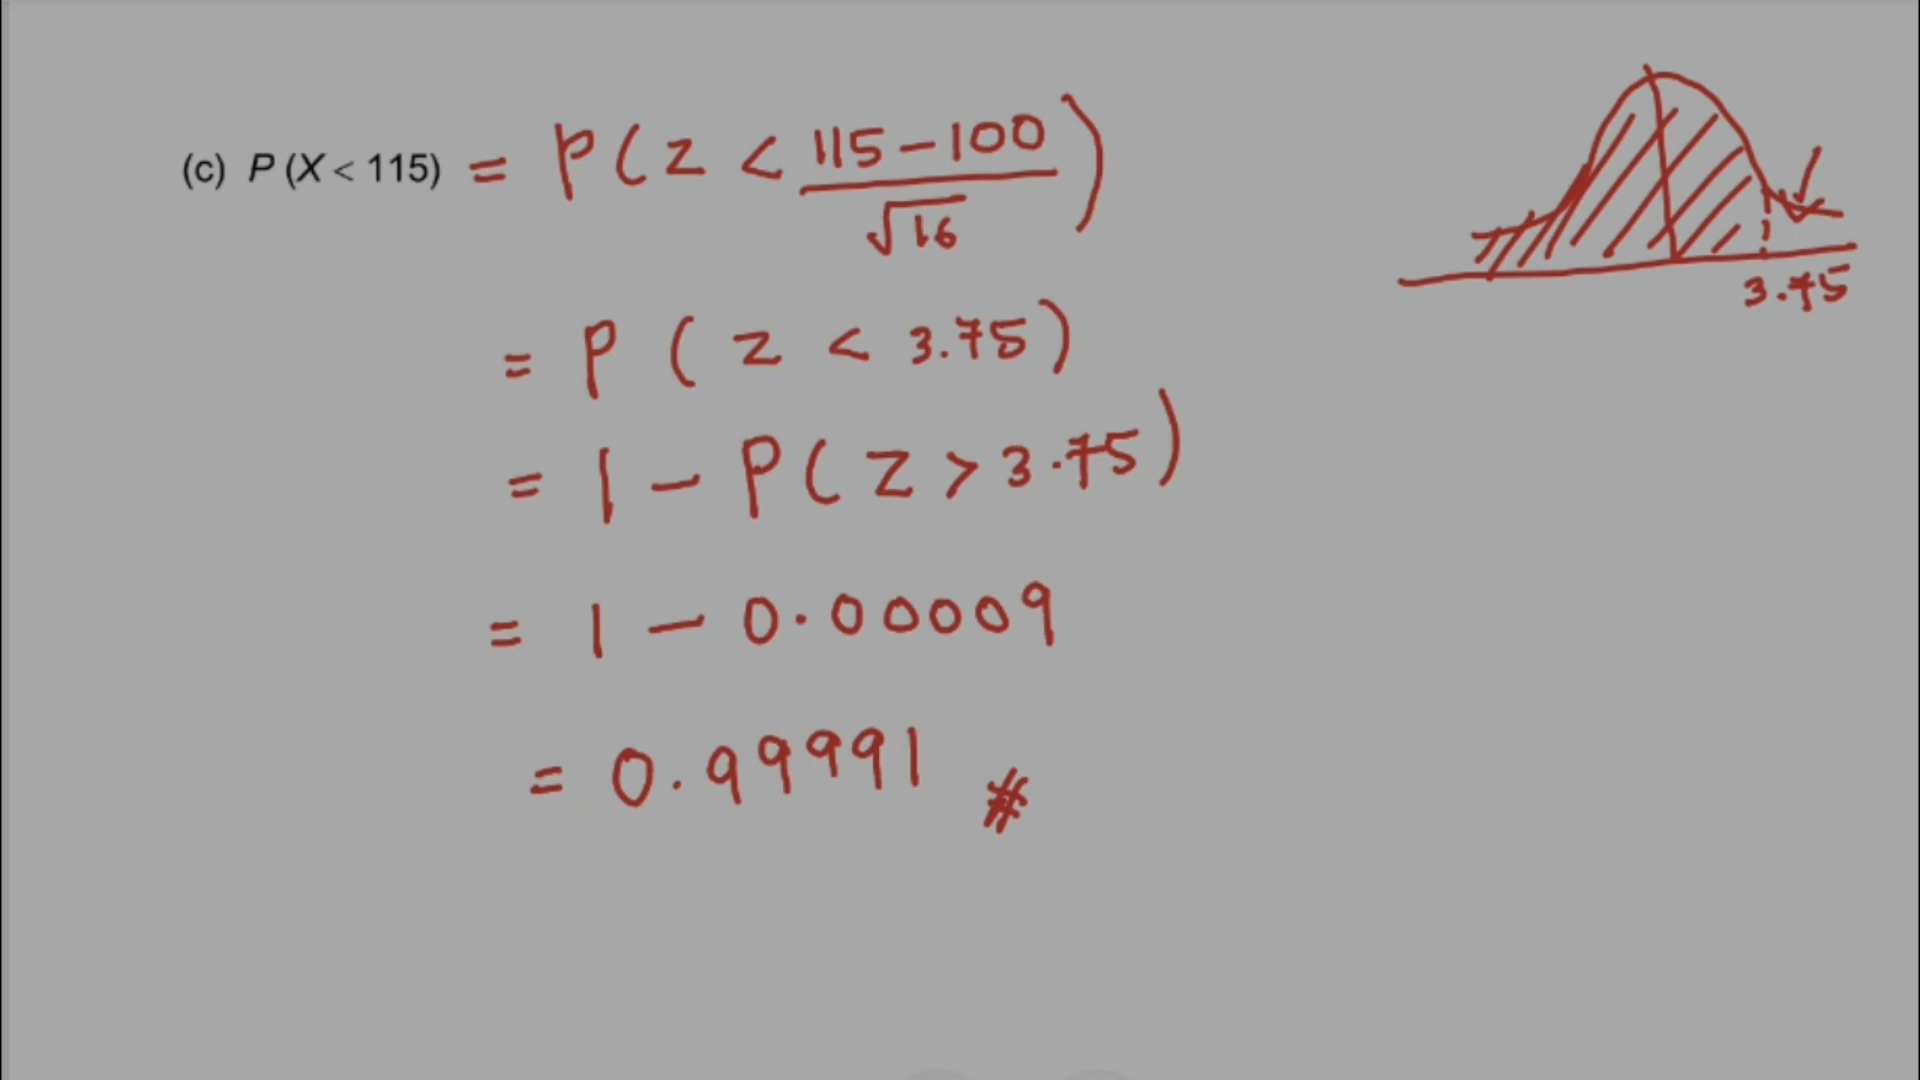 (c) P (X < 115) = P(Z < 115-100 / √16)
3.75
= P ( Z < 3.75)
= 1 - P( Z > 3.75)
= 1 - 0.00009
= 0.99991 #